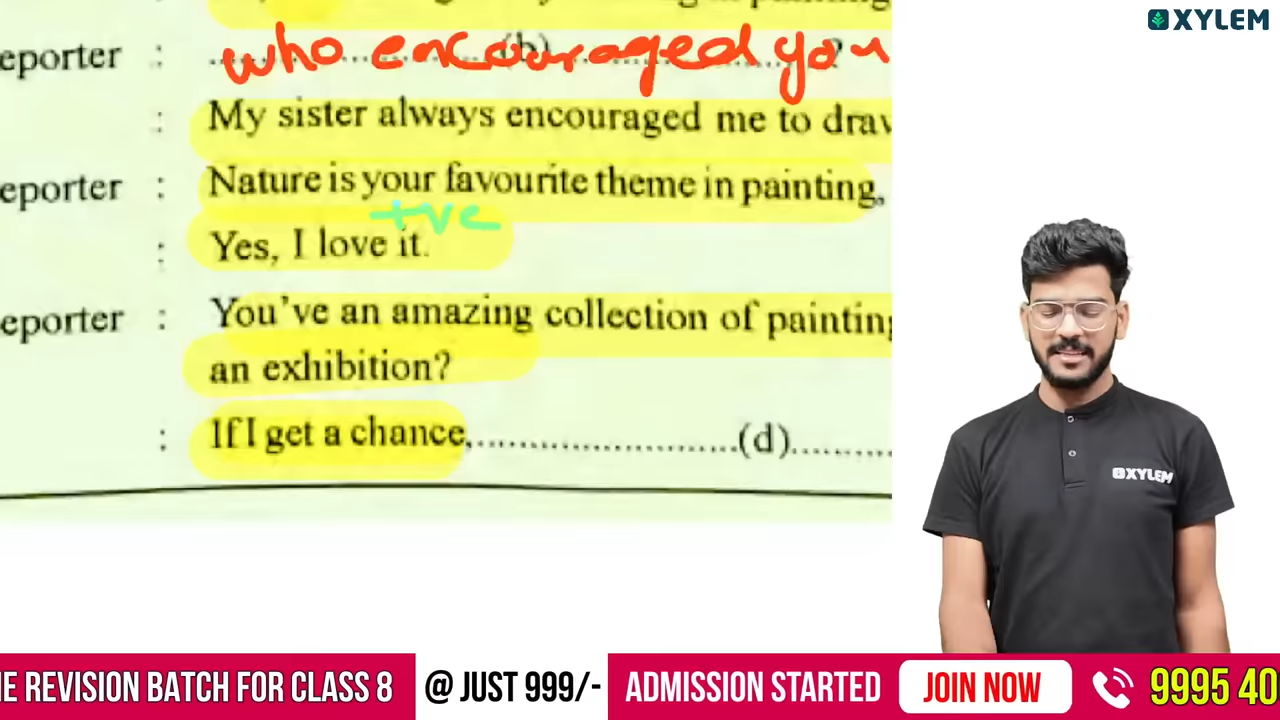 XYLEM
eporter : who encouraged you
(b) ?
: My sister always encouraged me to draw
eporter : Nature is your favourite theme in painting,
+ve
: Yes, I love it.
eporter : You've an amazing collection of painting
an exhibition?
: If I get a chance,........................(d)..........
XYLEM
E REVISION BATCH FOR CLASS 8 @ JUST 999/- ADMISSION STARTED JOIN NOW 9995 40